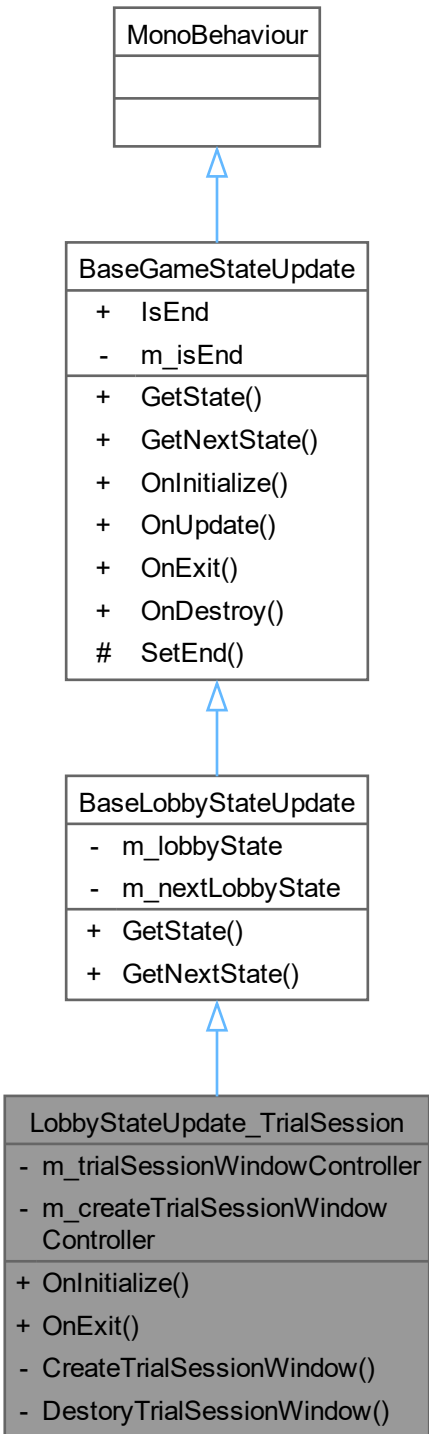 MonoBehaviour
BaseGameStateUpdate
+ IsEnd
- m_isEnd
+ GetState()
+ GetNextState()
+ OnInitialize()
+ OnUpdate()
+ OnExit()
+ OnDestroy()
# SetEnd()
BaseLobbyStateUpdate
- m_lobbyState
- m_nextLobbyState
+ GetState()
+ GetNextState()
LobbyStateUpdate_TrialSession
- m_trialSessionWindowController
- m_createTrialSessionWindow
Controller
+ OnInitialize()
+ OnExit()
- CreateTrialSessionWindow()
- DestoryTrialSessionWindow()